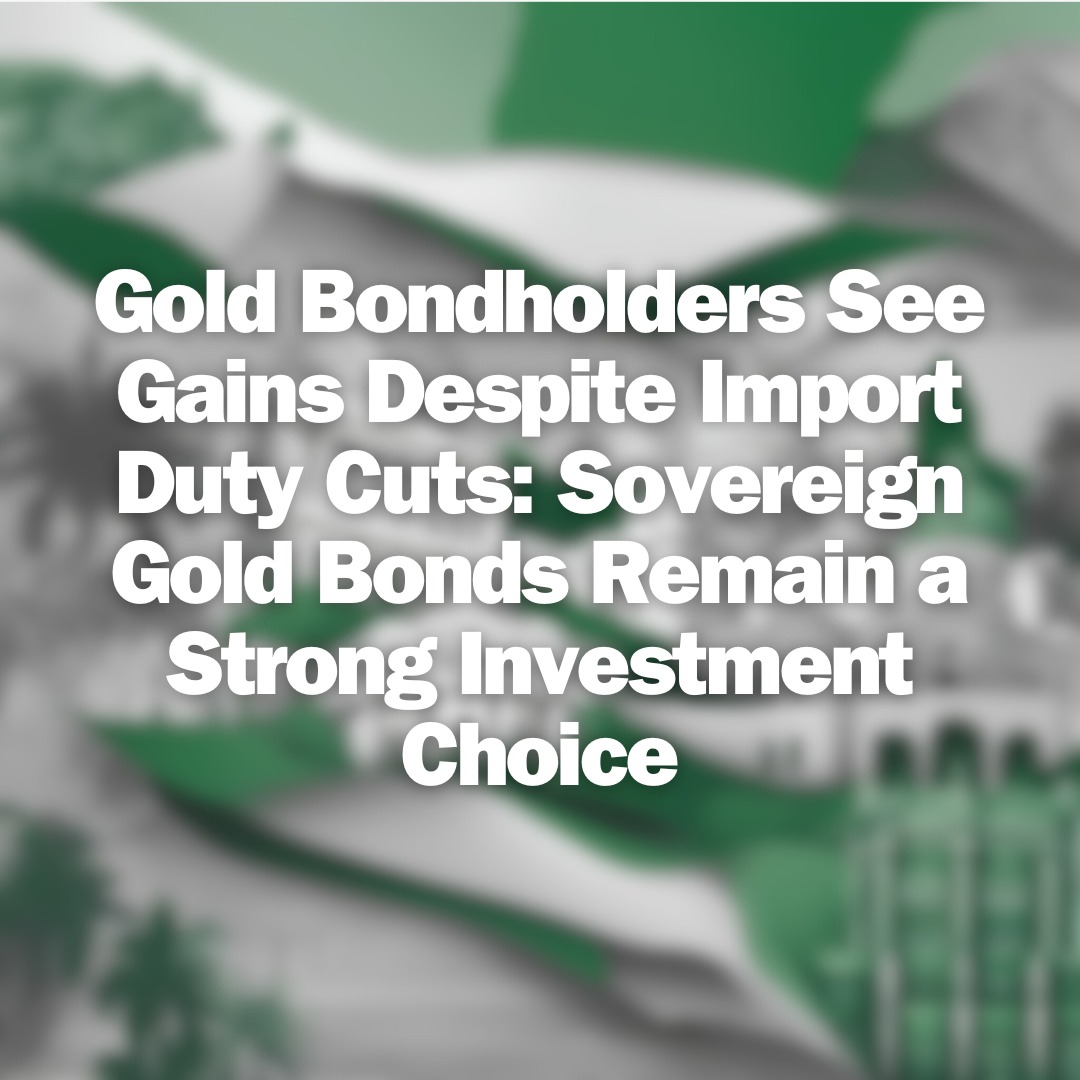 Gold Bondholders See
Gains Despite Import
Duty Cuts: Sovereign
Gold Bonds Remain a
Strong Investment
Choice